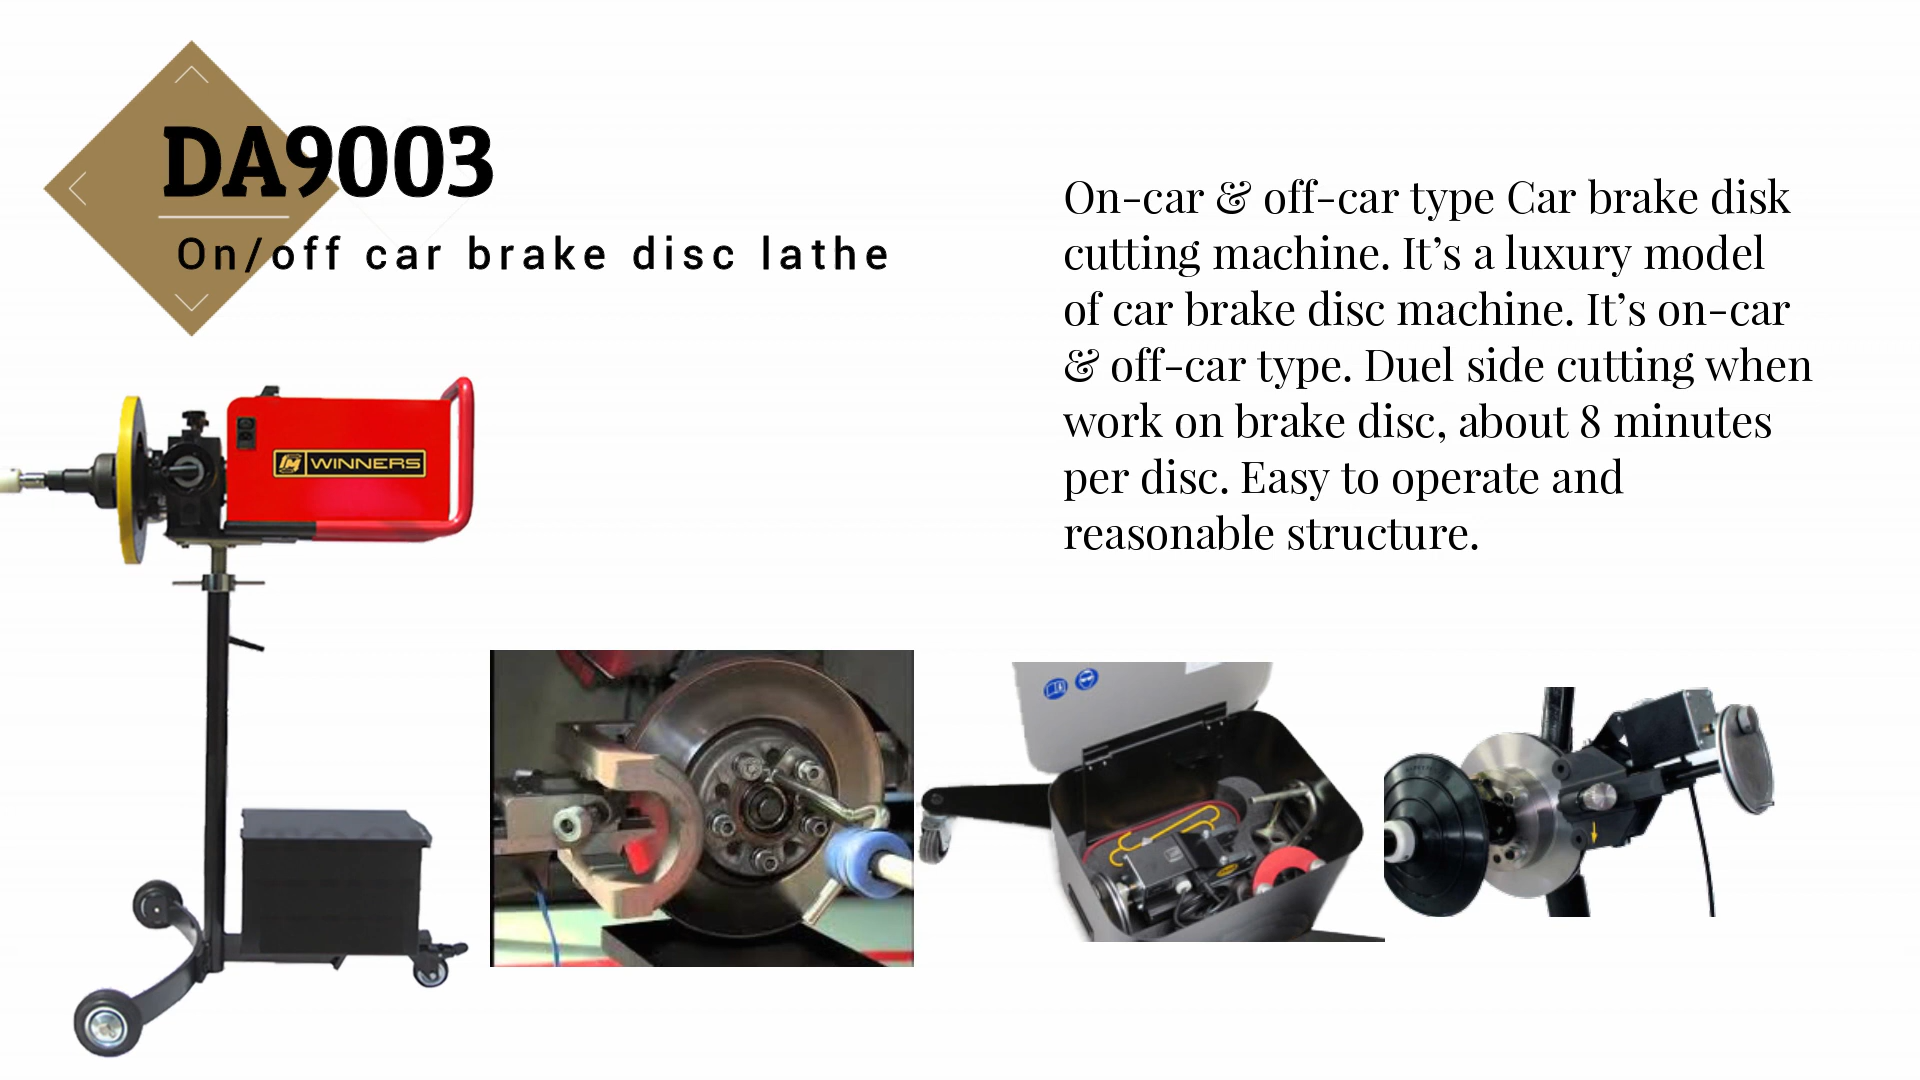 DA9003
On/off car brake disc lathe
On-car & off-car type Car brake disk
cutting machine. It’s a luxury model
of car brake disc machine. It’s on-car
& off-car type. Duel side cutting when
work on brake disc, about 8 minutes
per disc. Easy to operate and
reasonable structure.
WINNERS